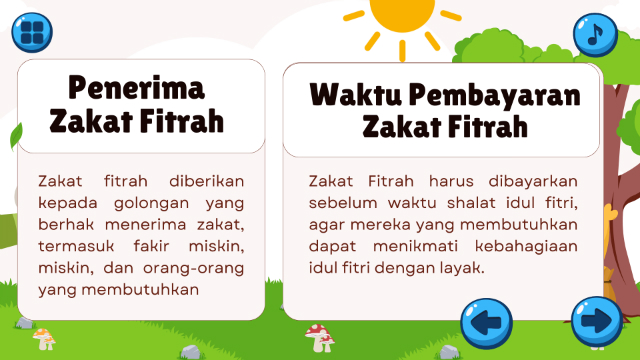 Penerima
Zakat Fitrah
Zakat fitrah diberikan
kepada golongan yang
berhak menerima zakat,
termasuk fakir miskin,
miskin, dan orang-orang
yang membutuhkan
Waktu Pembayaran
Zakat Fitrah
Zakat Fitrah harus dibayarkan
sebelum waktu shalat idul fitri,
agar mereka yang membutuhkan
dapat menikmati kebahagiaan
idul fitri dengan layak.